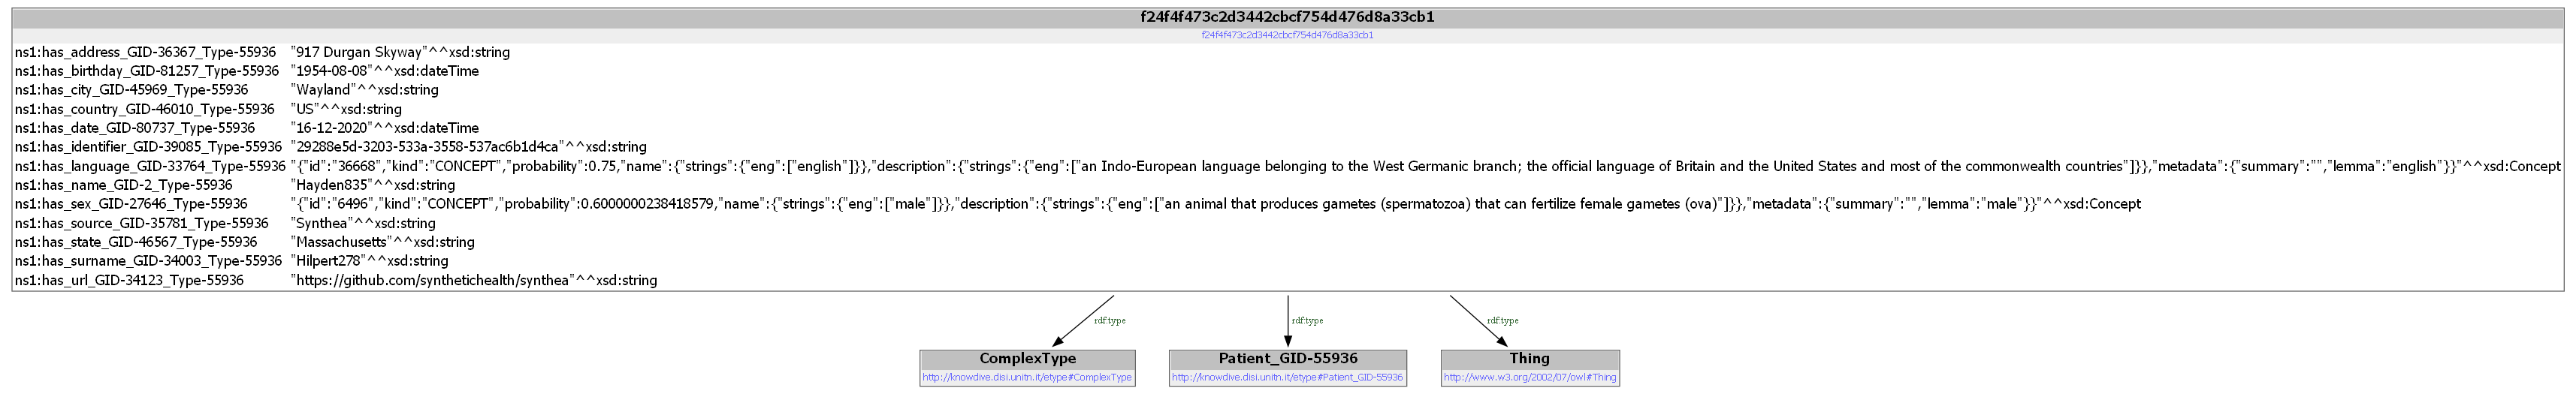 f24f4f473c2d3442cbcf754d476d8a33cb1
f24f4f473c2d3442cbcf754d476d8a33cb1
ns1:has_address_GID-36367_Type-55936 "917 Durgan Skyway"^^xsd:string
ns1:has_birthday_GID-81257_Type-55936 "1954-08-08"^^xsd:dateTime
ns1:has_city_GID-45969_Type-55936 "Wayland"^^xsd:string
ns1:has_country_GID-46010_Type-55936 "US"^^xsd:string
ns1:has_date_GID-80737_Type-55936 "16-12-2020"^^xsd:dateTime
ns1:has_identifier_GID-39085_Type-55936 "29288e5d-3203-533a-3558-537ac6b1d4ca"^^xsd:string
ns1:has_language_GID-33764_Type-55936 "{"id":"36668","kind":"CONCEPT","probability":0.75,"name":{"strings":{"eng":["english"]}},"description":{"strings":{"eng":["an Indo-European language belonging to the West Germanic branch; the official language of Britain and the United States and most of the commonwealth countries"]}},"metadata":{"summary":"","lemma":"english"}}"^^xsd:Concept
ns1:has_name_GID-2_Type-55936 "Hayden835"^^xsd:string
ns1:has_sex_GID-27646_Type-55936 "{"id":"6496","kind":"CONCEPT","probability":0.6000000238418579,"name":{"strings":{"eng":["male"]}},"description":{"strings":{"eng":["an animal that produces gametes (spermatozoa) that can fertilize female gametes (ova)"]}},"metadata":{"summary":"","lemma":"male"}}"^^xsd:Concept
ns1:has_source_GID-35781_Type-55936 "Synthea"^^xsd:string
ns1:has_state_GID-46567_Type-55936 "Massachusetts"^^xsd:string
ns1:has_surname_GID-34003_Type-55936 "Hilpert278"^^xsd:string
ns1:has_url_GID-34123_Type-55936 "https://github.com/synthetichealth/synthea"^^xsd:string
rdf:type rdf:type rdf:type
ComplexType Patient_GID-55936 Thing
http://knowdive.disi.unitn.it/etype#ComplexType http://knowdive.disi.unitn.it/etype#Patient_GID-55936 http://www.w3.org/2002/07/owl#Thing